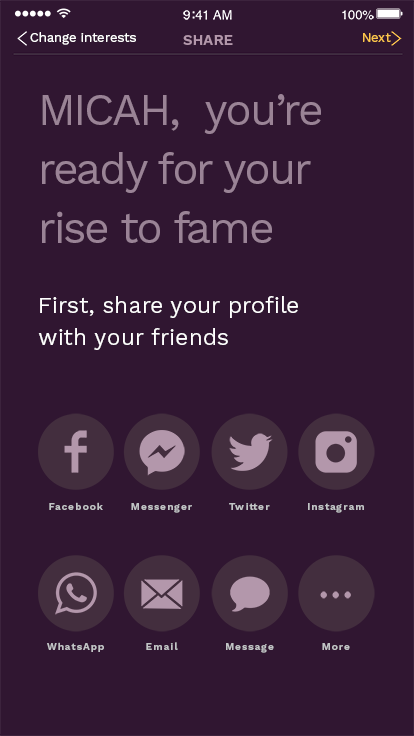 9:41 AM 100%
Change Interests SHARE Next
MICAH, you’re
ready for your
rise to fame
First, share your profile
with your friends
Facebook Messenger Twitter Instagram
WhatsApp Email Message More